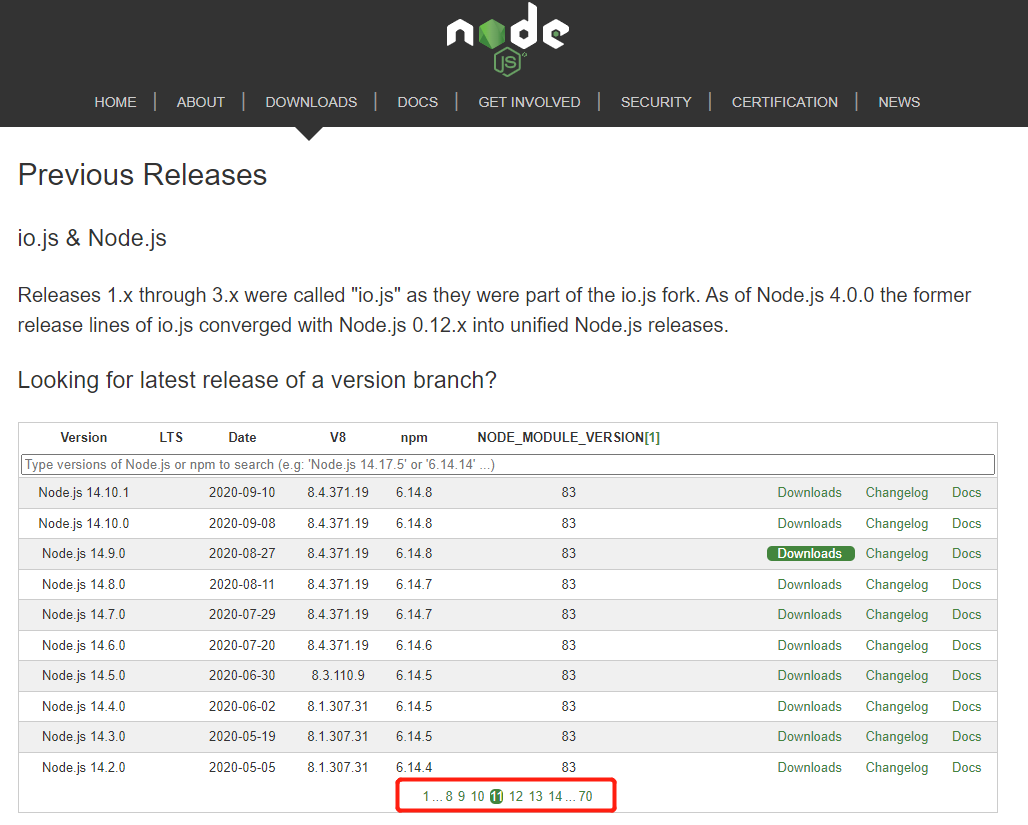 node
JS
HOME | ABOUT | DOWNLOADS | DOCS | GET INVOLVED | SECURITY | CERTIFICATION | NEWS
Previous Releases
io.js & Node.js
Releases 1.x through 3.x were called "io.js" as they were part of the io.js fork. As of Node.js 4.0.0 the former
release lines of io.js converged with Node.js 0.12.x into unified Node.js releases.
Looking for latest release of a version branch?
Version LTS Date V8 npm NODE_MODULE_VERSION[1]
Type versions of Node.js or npm to search (e.g: 'Node.js 14.17.5' or '6.14.14' ...)
Node.js 14.10.1 2020-09-10 8.4.371.19 6.14.8 83 Downloads Changelog Docs
Node.js 14.10.0 2020-09-08 8.4.371.19 6.14.8 83 Downloads Changelog Docs
Node.js 14.9.0 2020-08-27 8.4.371.19 6.14.8 83 Downloads Changelog Docs
Node.js 14.8.0 2020-08-11 8.4.371.19 6.14.7 83 Downloads Changelog Docs
Node.js 14.7.0 2020-07-29 8.4.371.19 6.14.7 83 Downloads Changelog Docs
Node.js 14.6.0 2020-07-20 8.4.371.19 6.14.6 83 Downloads Changelog Docs
Node.js 14.5.0 2020-06-30 8.3.110.9 6.14.5 83 Downloads Changelog Docs
Node.js 14.4.0 2020-06-02 8.1.307.31 6.14.5 83 Downloads Changelog Docs
Node.js 14.3.0 2020-05-19 8.1.307.31 6.14.5 83 Downloads Changelog Docs
Node.js 14.2.0 2020-05-05 8.1.307.31 6.14.4 83 Downloads Changelog Docs
1 ... 8 9 10 11 12 13 14 ... 70